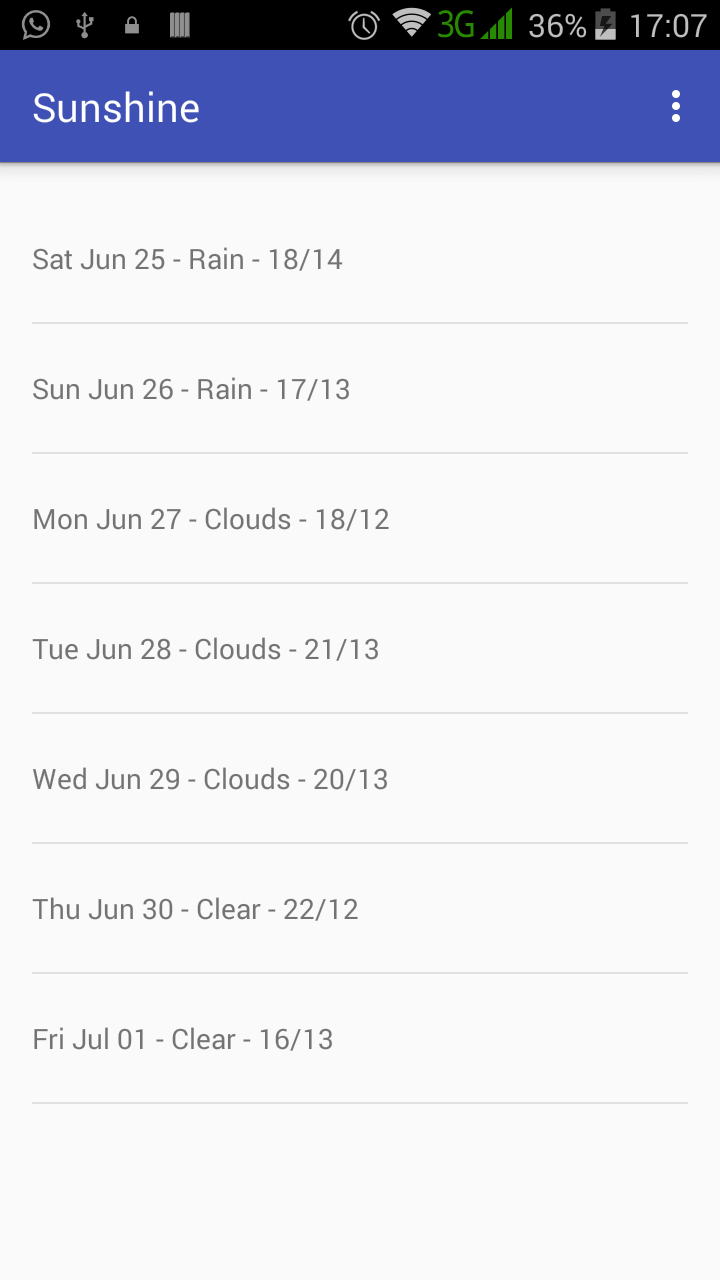 3G 36% 17:07
Sunshine
Sat Jun 25 - Rain - 18/14
Sun Jun 26 - Rain - 17/13
Mon Jun 27 - Clouds - 18/12
Tue Jun 28 - Clouds - 21/13
Wed Jun 29 - Clouds - 20/13
Thu Jun 30 - Clear - 22/12
Fri Jul 01 - Clear - 16/13